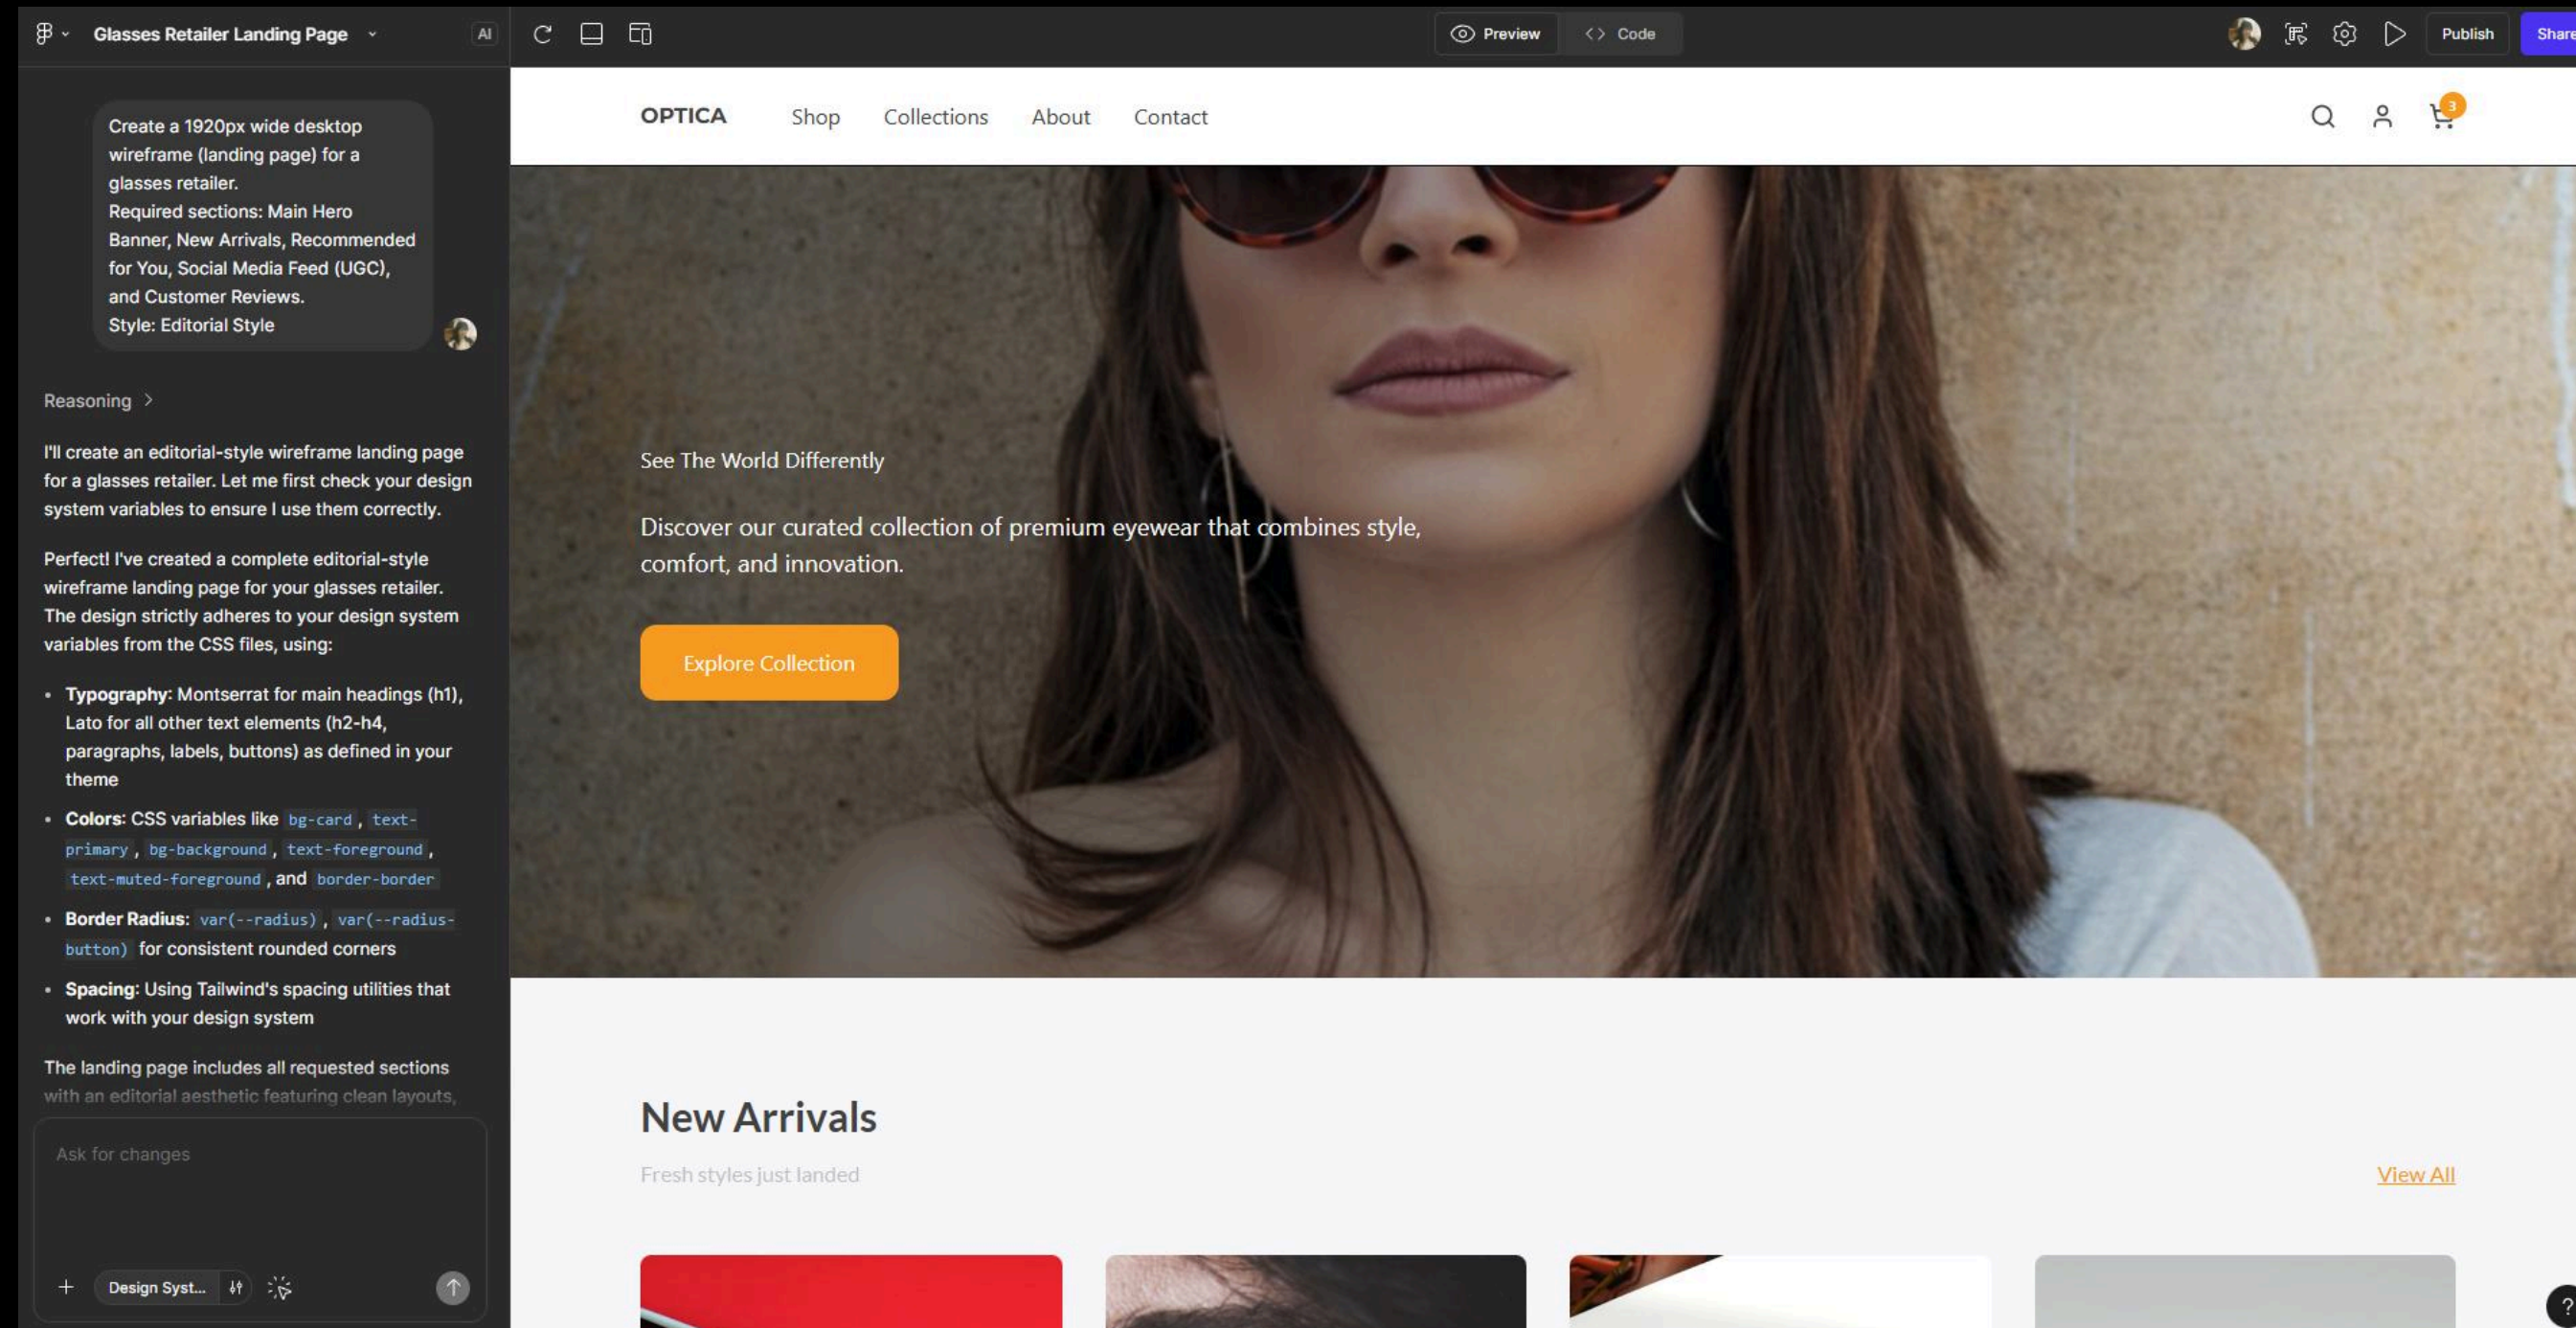 Glasses Retailer Landing Page
AI
Preview
Code
Publish
Share
Create a 1920px wide desktop
wireframe (landing page) for a
glasses retailer.
Required sections: Main Hero
Banner, New Arrivals, Recommended
for You, Social Media Feed (UGC),
and Customer Reviews.
Style: Editorial Style
Reasoning
I'll create an editorial-style wireframe landing page
for a glasses retailer. Let me first check your design
system variables to ensure I use them correctly.
Perfect! I've created a complete editorial-style
wireframe landing page for your glasses retailer.
The design strictly adheres to your design system
variables from the CSS files, using:
• Typography: Montserrat for main headings (h1),
Lato for all other text elements (h2-h4,
paragraphs, labels, buttons) as defined in your
theme
• Colors: CSS variables like bg-card, text-
primary, bg-background, text-foreground,
text-muted-foreground, and border-border
• Border Radius: var(--radius), var(--radius-
button) for consistent rounded corners
• Spacing: Using Tailwind's spacing utilities that
work with your design system
The landing page includes all requested sections
with an editorial aesthetic featuring clean layouts,
Ask for changes
Design Syst...
OPTICA
Shop
Collections
About
Contact
3
See The World Differently
Discover our curated collection of premium eyewear that combines style,
comfort, and innovation.
Explore Collection
New Arrivals
Fresh styles just landed
View All
?